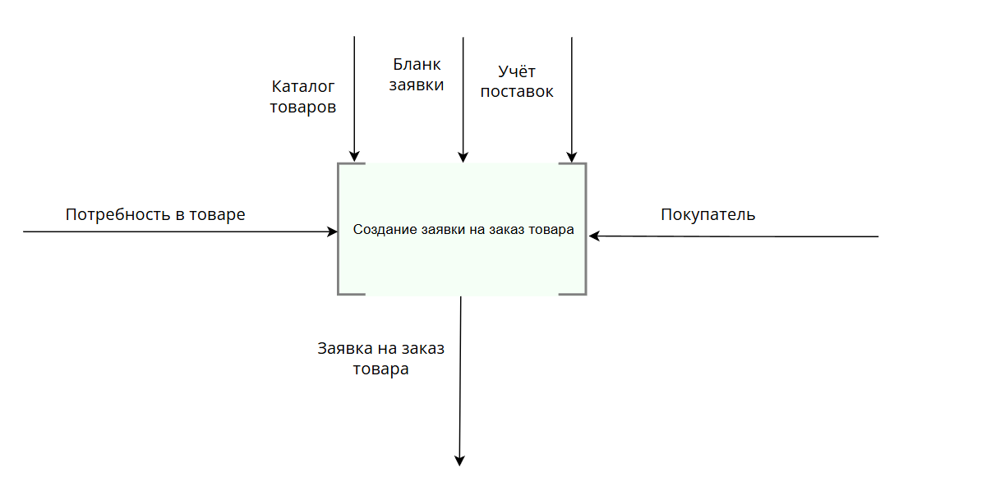 Каталог
товаров
Бланк
заявки
Учёт
поставок
Потребность в товаре
Создание заявки на заказ товара
Покупатель
Заявка на заказ
товара